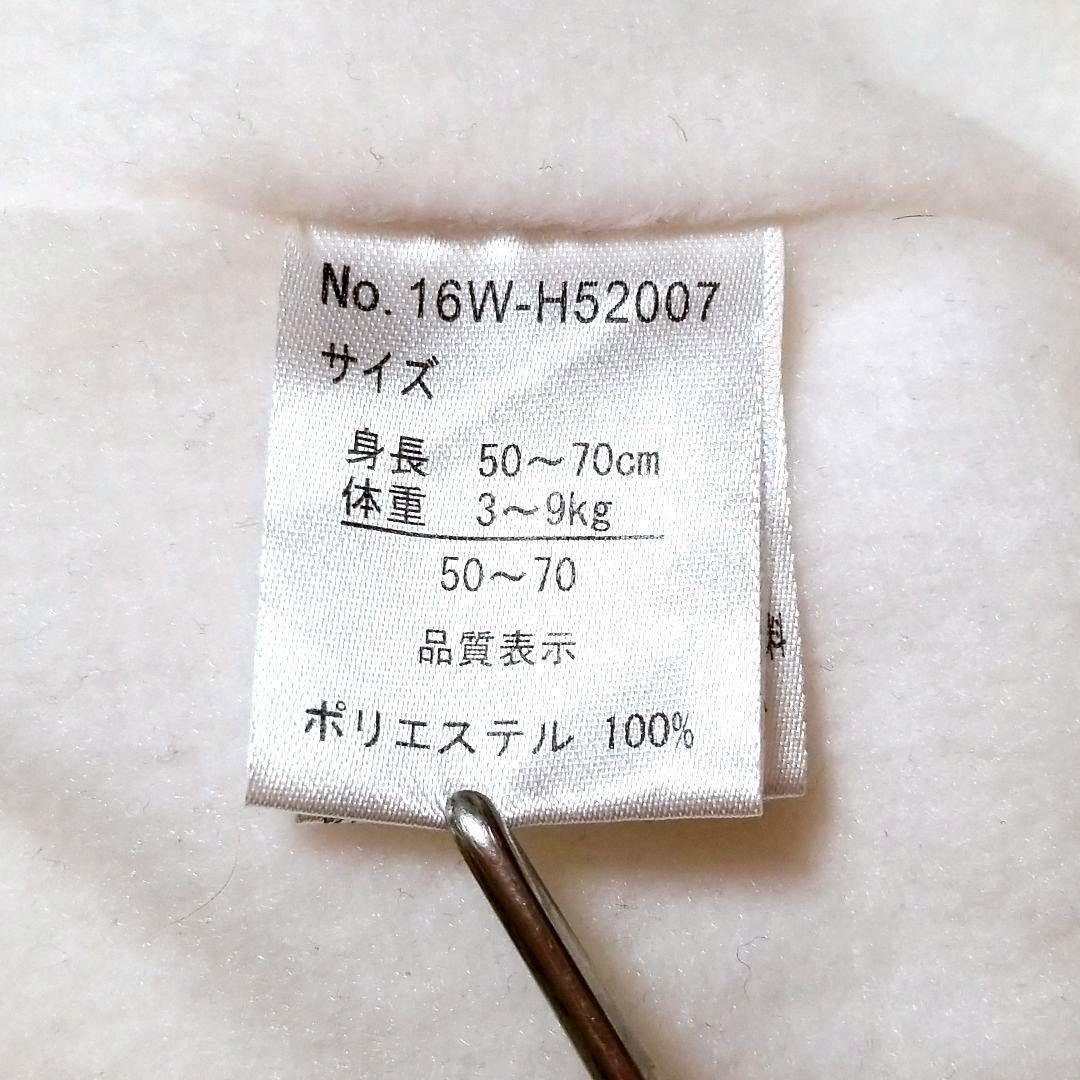 No. 16W-H52007
サイズ
身長 50～70cm
体重 3～9kg
50～70
品質表示
ポリエステル 100%
料